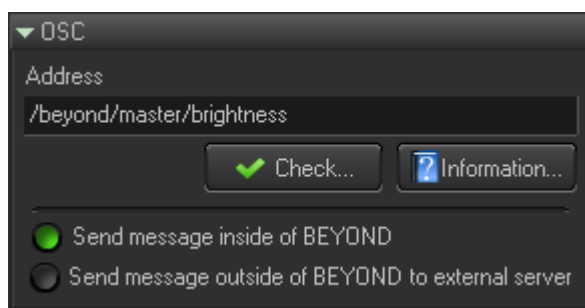 OSC
Address
/beyond/master/brightness
Check...
Information...
Send message inside of BEYOND
Send message outside of BEYOND to external server